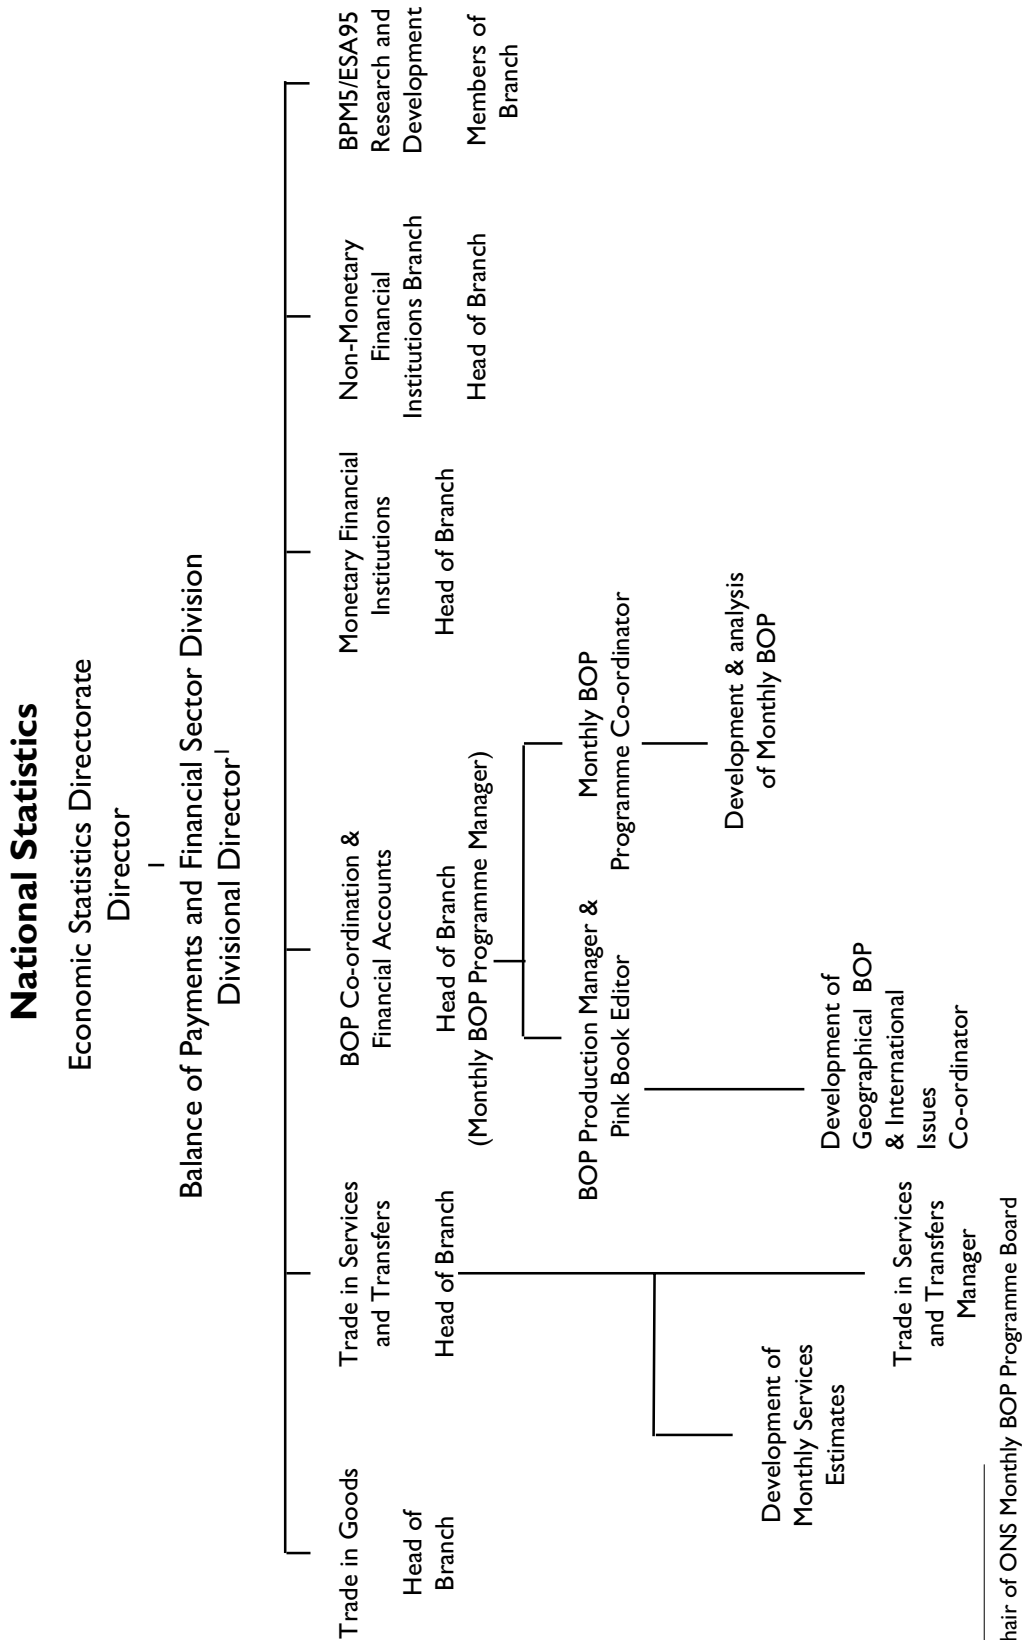 National Statistics
Economic Statistics Directorate
Director
Balance of Payments and Financial Sector Division
Divisional Director1
Trade in Goods
Head of
Branch
Trade in Services
and Transfers
Head of Branch
Development of
Monthly Services
Estimates
Trade in Services
and Transfers
Manager
BOP Co-ordination &
Financial Accounts
Head of Branch
(Monthly BOP Programme Manager)
BOP Production Manager &
Pink Book Editor
Development of
Geographical BOP
& International
Issues
Co-ordinator
Monthly BOP
Programme Co-ordinator
Development & analysis
of Monthly BOP
Monetary Financial
Institutions
Head of Branch
Non-Monetary
Financial
Institutions Branch
Head of Branch
BPM5/ESA95
Research and
Development
Members of
Branch
hair of ONS Monthly BOP Programme Board